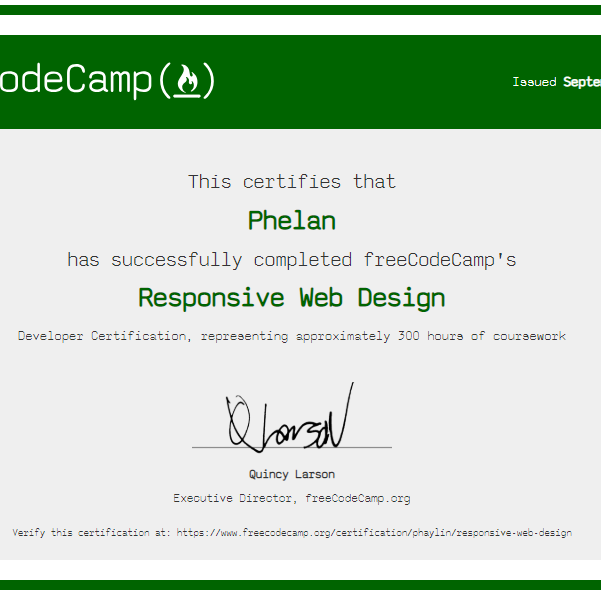 odeCamp(🔥)
Issued
This certifies that
Phelan
has successfully completed freeCodeCamp's
Responsive Web Design
Developer Certification, representing approximately 300 hours of coursework
Q Larson
Quincy Larson
Executive Director, freeCodeCamp.org
Verify this certification at: https://www.freecodecamp.org/certification/phaylin/responsive-web-design